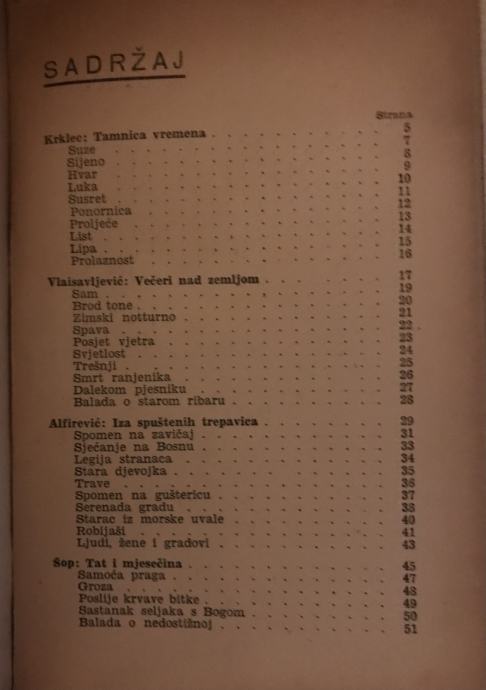 SADRŽAJ
Strana
Krklec: Tamnica vremena . . . . . . . . . . 5
Suze . . . . . . . . . . 7
Sijeno . . . . . . . . . . 8
Hvar . . . . . . . . . . 9
Luka . . . . . . . . . . 10
Susret . . . . . . . . . . 11
Ponornica . . . . . . . . . . 12
Proljeće . . . . . . . . . . 13
List . . . . . . . . . . 14
Lipa . . . . . . . . . . 15
Prolaznost . . . . . . . . . . 16
Vlaisavljević: Večeri nad zemljom . . . . . . . 17
Sam . . . . . . . . . . 19
Brod tone . . . . . . . . . . 20
Zimski notturno . . . . . . . . . . 21
Spava . . . . . . . . . . 22
Posjet vjetra . . . . . . . . . . 23
Svjetlost . . . . . . . . . . 24
Trešnji . . . . . . . . . . 25
Smrt ranjenika . . . . . . . . . . 26
Dalekom pjesniku . . . . . . . . . . 27
Balada o starom ribaru . . . . . . . . 28
Alfirević: Iza spuštenih trepavica . . . . . . . 29
Spomen na zavičaj . . . . . . . . . . 31
Sjećanje na Bosnu . . . . . . . . . . 33
Legija stranaca . . . . . . . . . . 34
Stara djevojka . . . . . . . . . . 35
Trave . . . . . . . . . . 36
Spomen na guštericu . . . . . . . . . 37
Serenada gradu . . . . . . . . . . 38
Starac iz morske uvale . . . . . . . . 40
Robijaši . . . . . . . . . . 41
Ljudi, žene i gradovi . . . . . . . . . 43
Šop: Tat i mjesečina . . . . . . . . . . 45
Samoća praga . . . . . . . . . . 47
Groza . . . . . . . . . . 48
Poslije krvave bitke . . . . . . . . . 49
Sastanak seljaka s Bogom . . . . . . . 50
Balada o nedostižnoj . . . . . . . . . 51